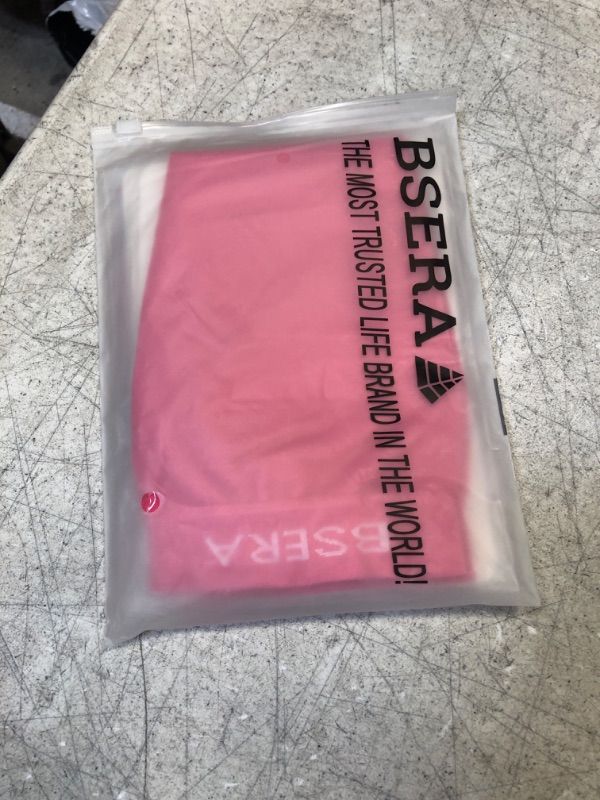 BSERA
THE MOST TRUSTED LIFE BRAND IN THE WORLD!
BSERA